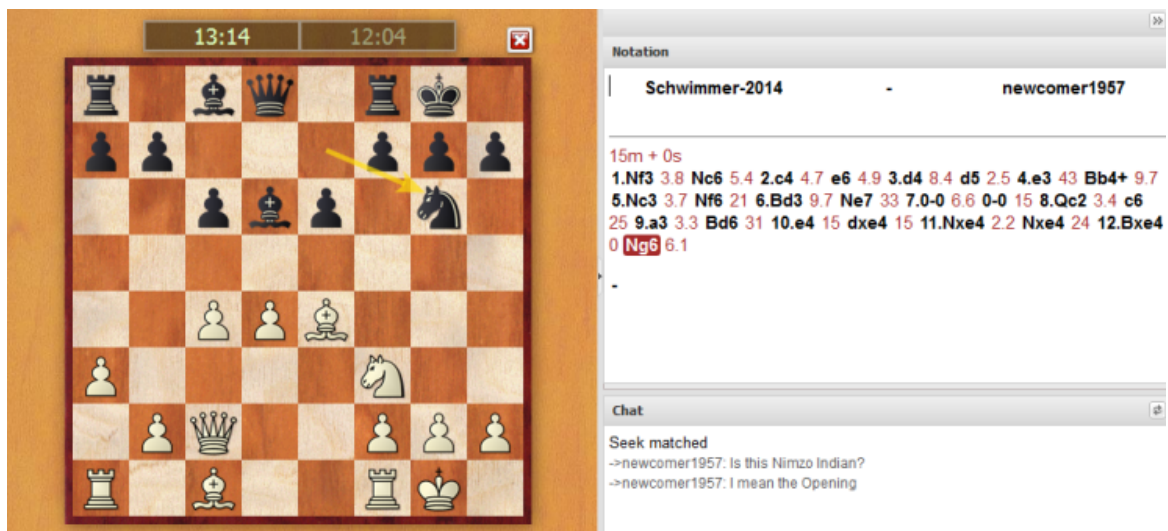 13:14 12:04
Notation
Schwimmer-2014 - newcomer1957
15m + 0s
1.Nf3 3.8 Nc6 5.4 2.c4 4.7 e6 4.9 3.d4 8.4 d5 2.5 4.e3 43 Bb4+ 9.7
5.Nc3 3.7 Nf6 21 6.Bd3 9.7 Ne7 33 7.0-0 6.6 0-0 15 8.Qc2 3.4 c6
25 9.a3 3.3 Bd6 31 10.e4 15 dxe4 15 11.Nxe4 2.2 Nxe4 24 12.Bxe4
0 Ng6 6.1
-
Chat
Seek matched
->newcomer1957: Is this Nimzo Indian?
->newcomer1957: I mean the Opening